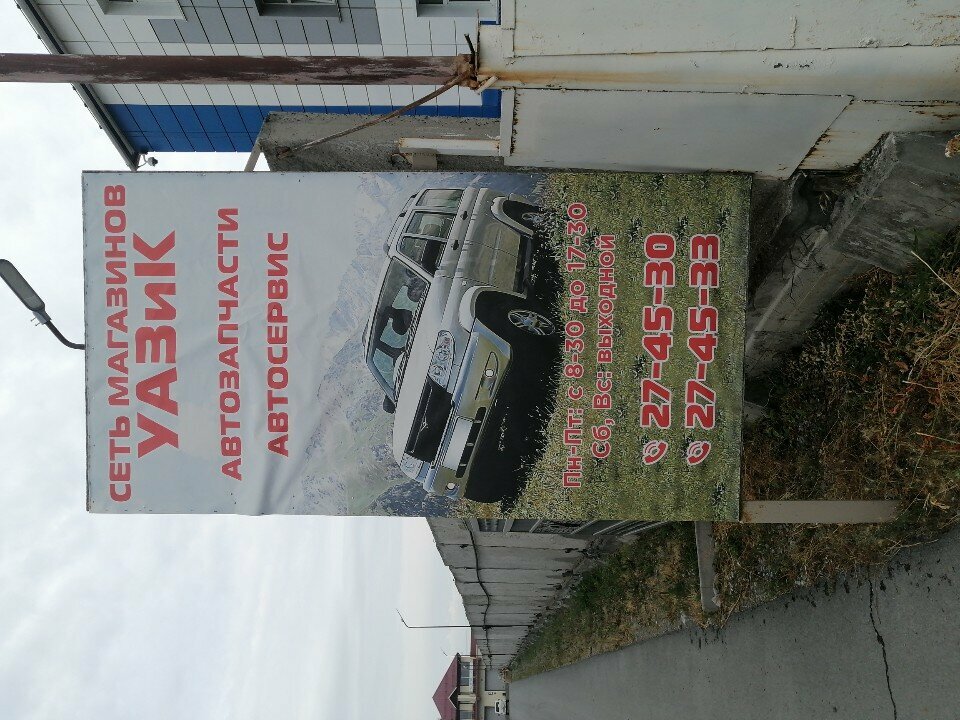 СЕТЬ МАГАЗИНОВ
УАЗиК
АВТОЗАПЧАСТИ
АВТОСЕРВИС
Пн-Пт: с 8-30 до 17-30
Сб, Вс: выходной
27-45-30
27-45-33